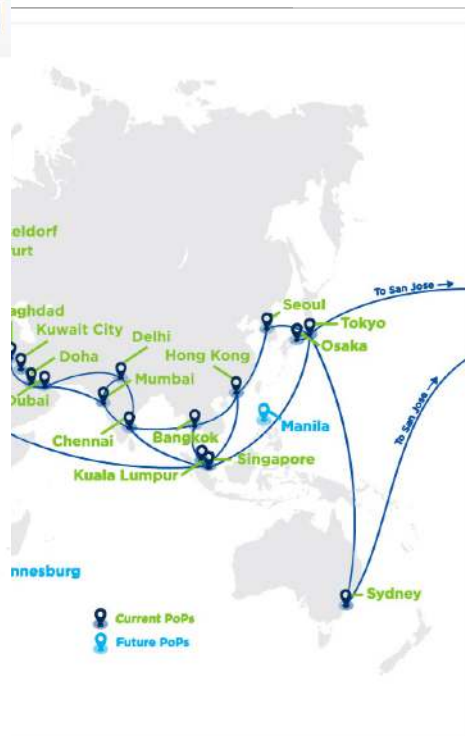 To San Jose →
eldorf
urt
Seoul
Tokyo
Osaka
aghdad
Kuwait City
Doha
Dubai
Delhi
Hong Kong
Mumbai
Chennai
Bangkok
Manila
Kuala Lumpur
Singapore
To San Jose →
nnesburg
Sydney
Current PoPs
Future PoPs